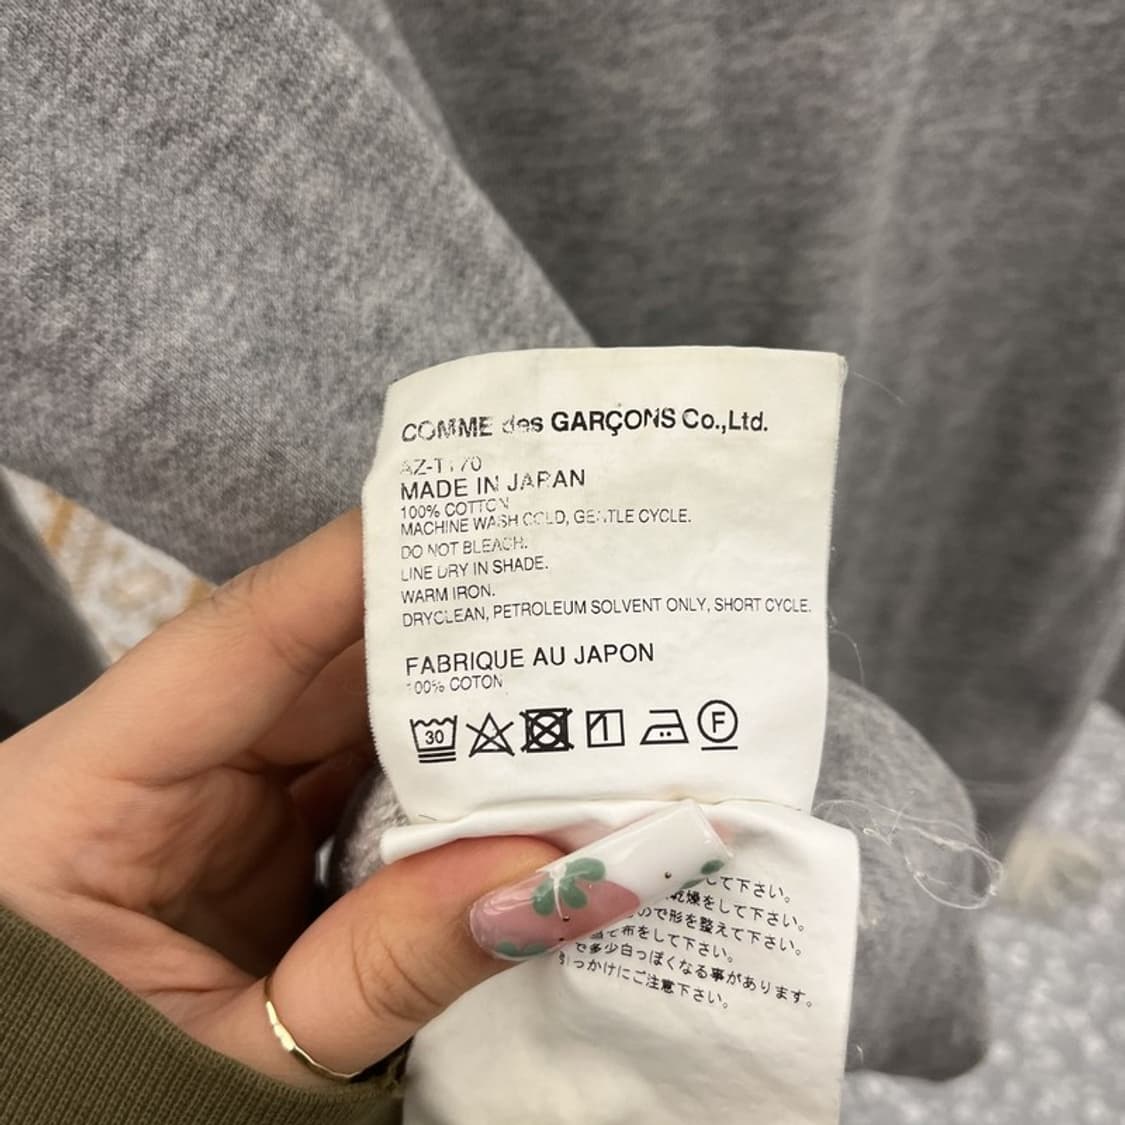 COMME des GARÇONS Co.,Ltd.
AZ-T170
MADE IN JAPAN
100% COTTON
MACHINE WASH COLD, GENTLE CYCLE.
DO NOT BLEACH.
LINE DRY IN SHADE.
WARM IRON.
DRYCLEAN, PETROLEUM SOLVENT ONLY, SHORT CYCLE.
FABRIQUE AU JAPON
100% COTON
30 F
して下さい。
乾燥をして下さい。
ので形を整えて下さい。
当て布をして下さい。
で多少白っぽくなる事があります。
引っかけにご注意下さい。